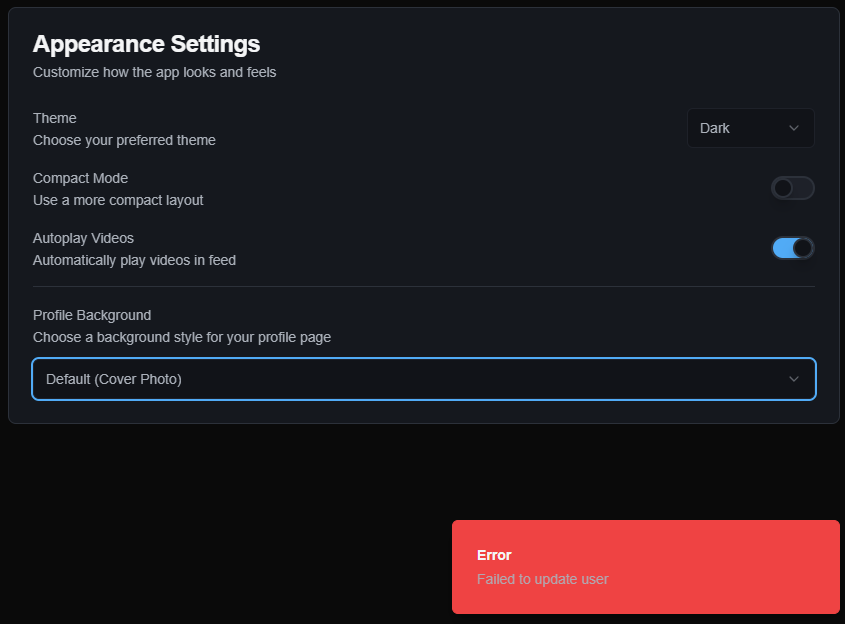 Appearance Settings
Customize how the app looks and feels
Theme
Choose your preferred theme
Dark
Compact Mode
Use a more compact layout
Autoplay Videos
Automatically play videos in feed
Profile Background
Choose a background style for your profile page
Default (Cover Photo)
Error
Failed to update user